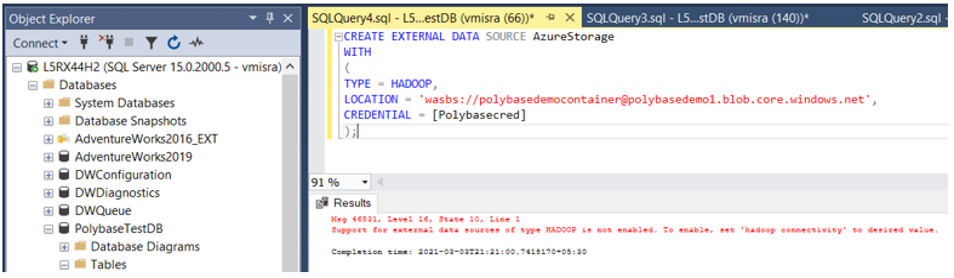 Object Explorer
Connect
L5RX44H2 (SQL Server 15.0.2000.5 - vmisra)
Databases
System Databases
Database Snapshots
AdventureWorks2016_EXT
AdventureWorks2019
DWConfiguration
DWDiagnostics
DWQueue
PolybaseTestDB
Database Diagrams
Tables
SQLQuery4.sql - L5...estDB (vmisra (66))*
SQLQuery3.sql - L5...stDB (vmisra (140))*
SQLQuery2.sql -
CREATE EXTERNAL DATA SOURCE AzureStorage
WITH
(
TYPE = HADOOP,
LOCATION = 'wasbs://polybasedemocontainer@polybasedemo1.blob.core.windows.net',
CREDENTIAL = [Polybasecred]
);
91 %
Results
Msg 46531, Level 16, State 10, Line 1
Support for external data sources of type HADOOP is not enabled. To enable, set 'hadoop connectivity' to desired value.
Completion time: 2021-03-03T21:21:00.7418170+05:30